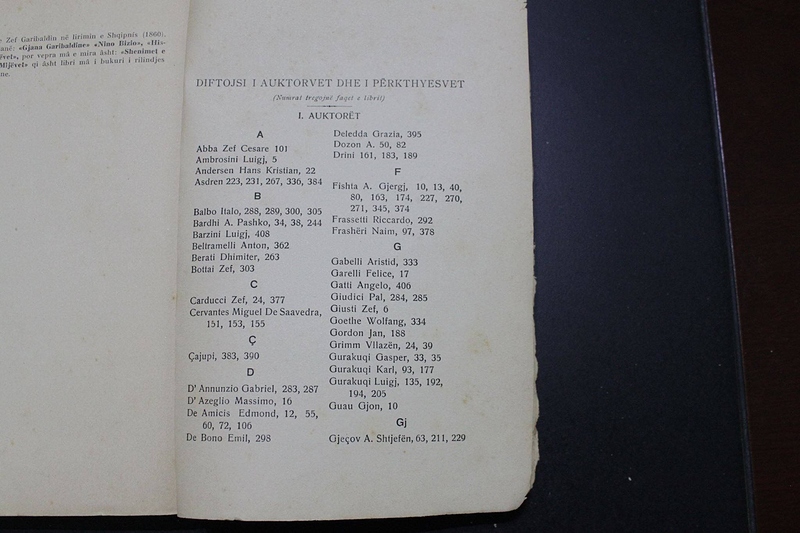 e Zef Garibaldin në lirimin e Shqipnis (1860).
anë: «Gjana Garibaldine» «Nino Bizin», «His-
ëvet», por vepra mâ e mira âsht: «Shenimet e
Mijëvet» qi âsht libri mâ i bukuri i rilindjes
ne.
DIFTOJSI I AUKTORVET DHE I PËRKTHYESVET
(Numrat tregojnë faqet e librit)
I. AUKTORËT
A
Abba Zef Cesare 101
Ambrosini Luigj, 5
Andersen Hans Kristian, 22
Asdren 223, 231, 267, 336, 384
B
Balbo Italo, 288, 289, 300, 305
Bardhi A. Pashko, 34, 38, 244
Barzini Luigj, 408
Beltramelli Anton, 362
Berati Dhimiter, 263
Bottai Zef, 303
C
Carducci Zef, 24, 377
Cervantes Miguel De Saavedra,
151, 153, 155
Ç
Çajupi, 383, 390
D
D' Annunzio Gabriel, 283, 287
D' Azeglio Massimo, 16
De Amicis Edmond, 12, 55,
60, 72, 106
De Bono Emil, 298
Deledda Grazia, 395
Dozon A. 50, 82
Drini 161, 183, 189
F
Fishta A. Gjergj, 10, 13, 40,
80, 163, 174, 227, 270,
271, 345, 374
Frassetti Riccardo, 292
Frashëri Naim, 97, 378
G
Gabelli Aristid, 333
Garelli Felice, 17
Gatti Angelo, 406
Giudici Pal, 284, 285
Giusti Zef, 6
Goethe Wolfang, 334
Gordon Jan, 188
Grimm Vllazën, 24, 39
Gurakuqi Gasper, 33, 35
Gurakuqi Karl, 93, 177
Gurakuqi Luigj, 135, 192,
194, 205
Guau Gjon, 10
Gj
Gjeçov A. Shtjefën, 63, 211, 229